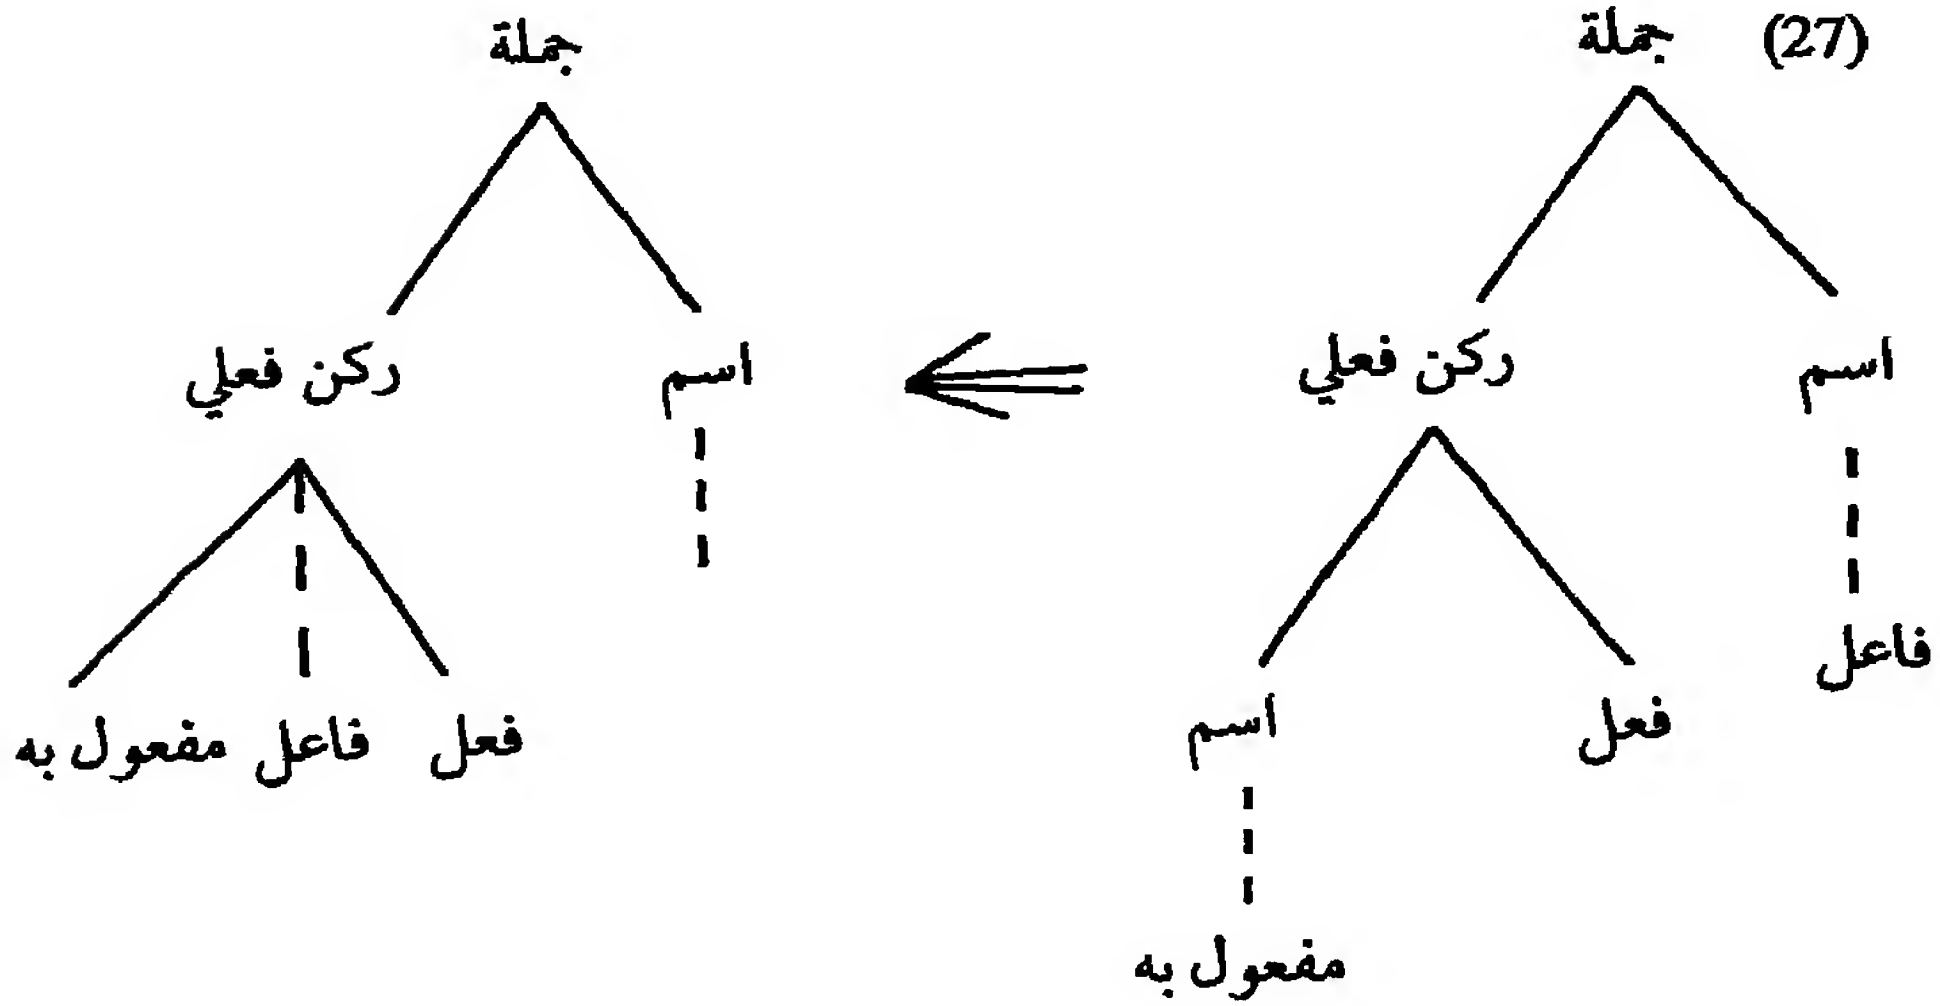 (27) جملة
جملة
اسم
ركن فعلي
اسم
ركن فعلي
فاعل
فعل
اسم
فعل
فاعل
مفعول به
مفعول به